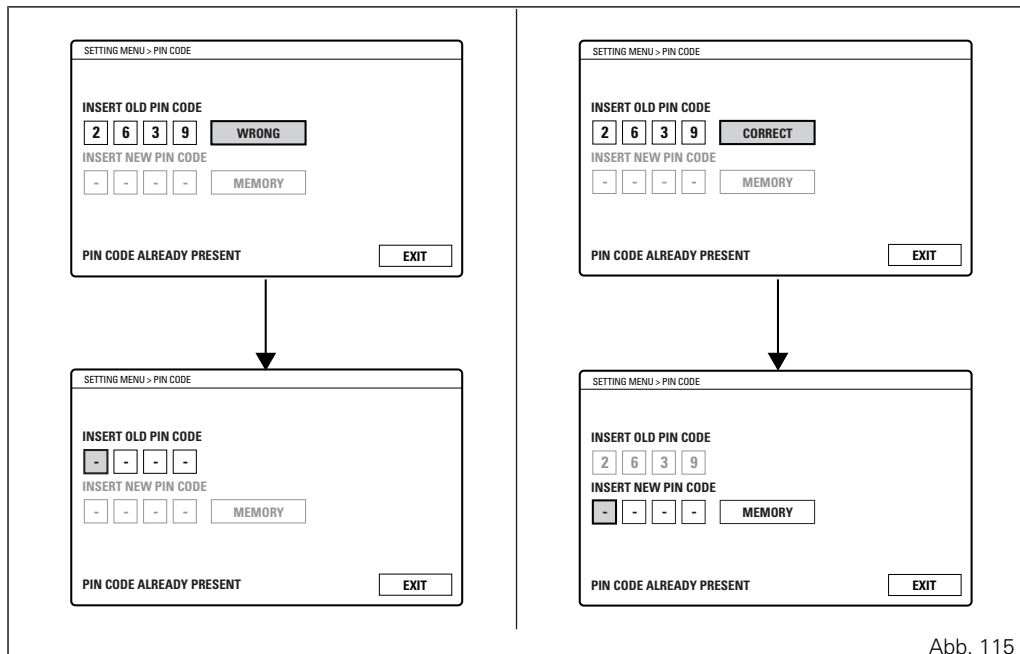 SETTING MENU > PIN CODE
INSERT OLD PIN CODE
2 6 3 9 WRONG
INSERT NEW PIN CODE
- - - - MEMORY
PIN CODE ALREADY PRESENT EXIT
SETTING MENU > PIN CODE
INSERT OLD PIN CODE
- - - -
INSERT NEW PIN CODE
- - - - MEMORY
PIN CODE ALREADY PRESENT EXIT
SETTING MENU > PIN CODE
INSERT OLD PIN CODE
2 6 3 9 CORRECT
INSERT NEW PIN CODE
- - - - MEMORY
PIN CODE ALREADY PRESENT EXIT
SETTING MENU > PIN CODE
INSERT OLD PIN CODE
2 6 3 9
INSERT NEW PIN CODE
- - - - MEMORY
PIN CODE ALREADY PRESENT EXIT
Abb. 115